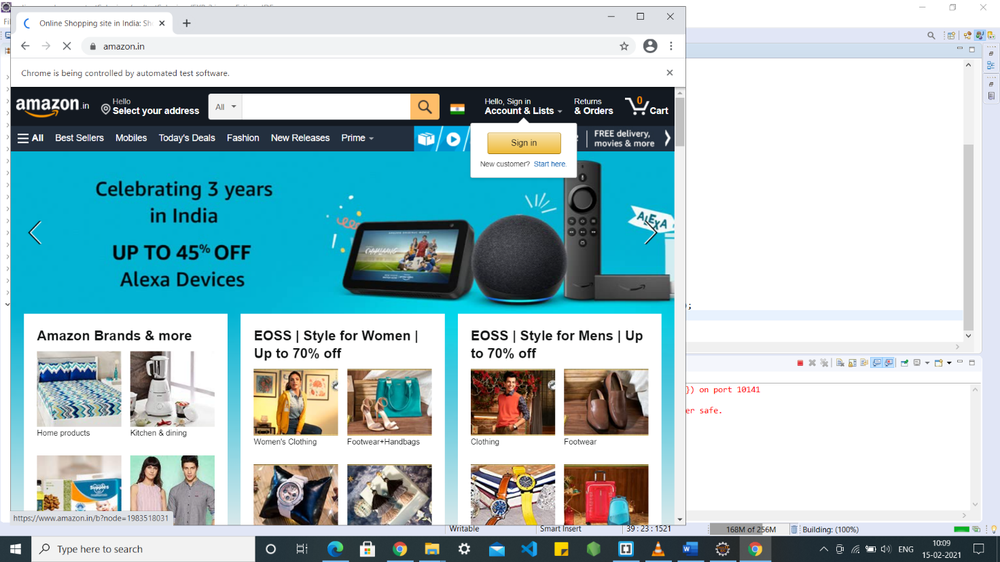 Online Shopping site in India: Sh
amazon.in
Chrome is being controlled by automated test software.
amazon.in
Hello
Select your address
All
Hello, Sign in
Account & Lists
Returns
& Orders
0
Cart
All
Best Sellers
Mobiles
Today's Deals
Fashion
New Releases
Prime
FREE delivery,
movies & more
Sign in
New customer? Start here.
Celebrating 3 years
in India
UP TO 45% OFF
Alexa Devices
ALEXA
Amazon Brands & more
Home products
Kitchen & dining
EOSS | Style for Women |
Up to 70% off
Women's Clothing
Footwear+Handbags
EOSS | Style for Mens | Up
to 70% off
Clothing
Footwear
https://www.amazon.in/b?node=1983518031
);
}) on port 10141
er safe.
Writable
Smart Insert
39 : 23 : 1521
168M of 256M
Building: (100%)
Type here to search
ENG
10:09
15-02-2021